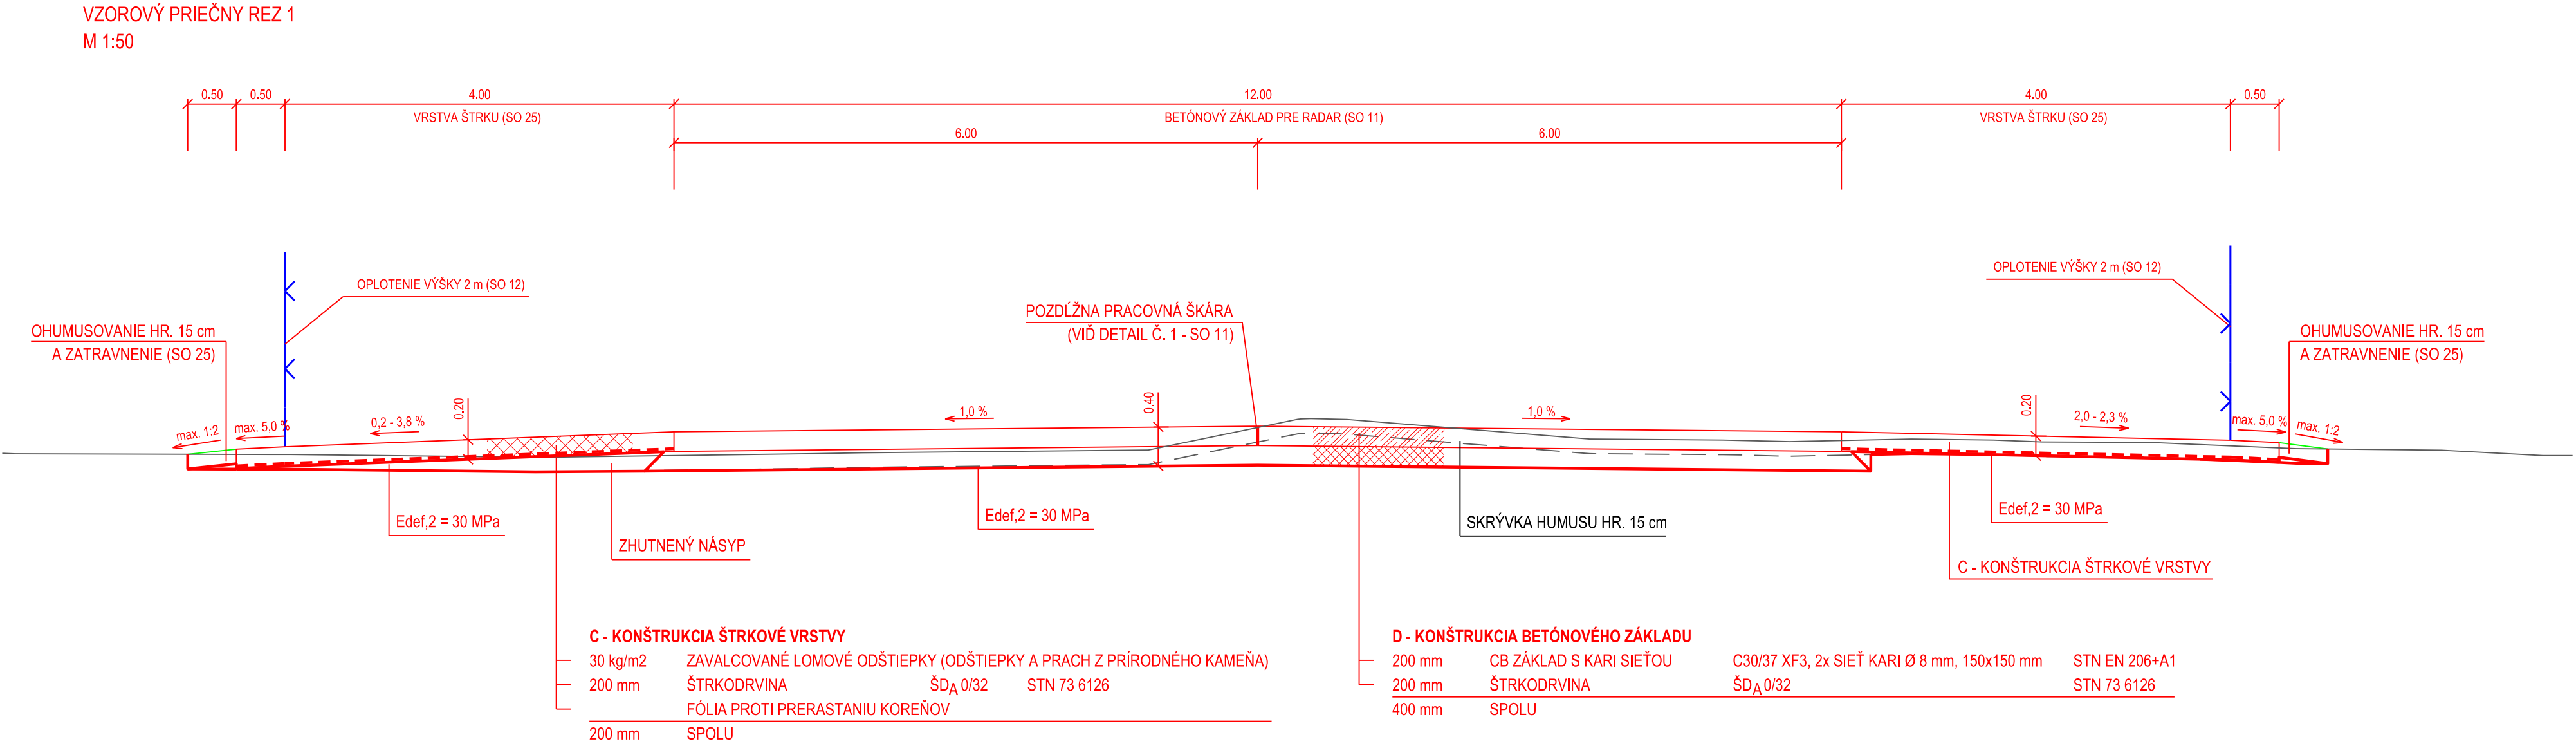 VZOROVÝ PRIEČNY REZ 1
M 1:50
0.50 0.50 4.00 12.00 4.00 0.50
VRSTVA ŠTRKU (SO 25) BETÓNOVÝ ZÁKLAD PRE RADAR (SO 11) VRSTVA ŠTRKU (SO 25)
6.00 6.00
OPLOTENIE VÝŠKY 2 m (SO 12)
OPLOTENIE VÝŠKY 2 m (SO 12)
OHUMUSOVANIE HR. 15 cm
A ZATRAVNENIE (SO 25)
POZDĹŽNA PRACOVNÁ ŠKÁRA
(VIĎ DETAIL Č. 1 - SO 11)
OHUMUSOVANIE HR. 15 cm
A ZATRAVNENIE (SO 25)
max. 1:2 max. 5,0 % 0,2 - 3,8 % 0.20 1,0 % 0.40 1,0 % 0.20 2,0 - 2,3 % max. 5,0 % max. 1:2
Edef,2 = 30 MPa
ZHUTNENÝ NÁSYP
Edef,2 = 30 MPa
SKRÝVKA HUMUSU HR. 15 cm
Edef,2 = 30 MPa
C - KONŠTRUKCIA ŠTRKOVÉ VRSTVY
C - KONŠTRUKCIA ŠTRKOVÉ VRSTVY
30 kg/m2 ZAVALCOVANÉ LOMOVÉ ODŠTIEPKY (ODŠTIEPKY A PRACH Z PRÍRODNÉHO KAMEŇA)
200 mm ŠTRKODRVINA ŠDA 0/32 STN 73 6126
FÓLIA PROTI PRERASTANIU KOREŇOV
200 mm SPOLU
D - KONŠTRUKCIA BETÓNOVÉHO ZÁKLADU
200 mm CB ZÁKLAD S KARI SIEŤOU C30/37 XF3, 2x SIEŤ KARI Ø 8 mm, 150x150 mm STN EN 206+A1
200 mm ŠTRKODRVINA ŠDA 0/32 STN 73 6126
400 mm SPOLU